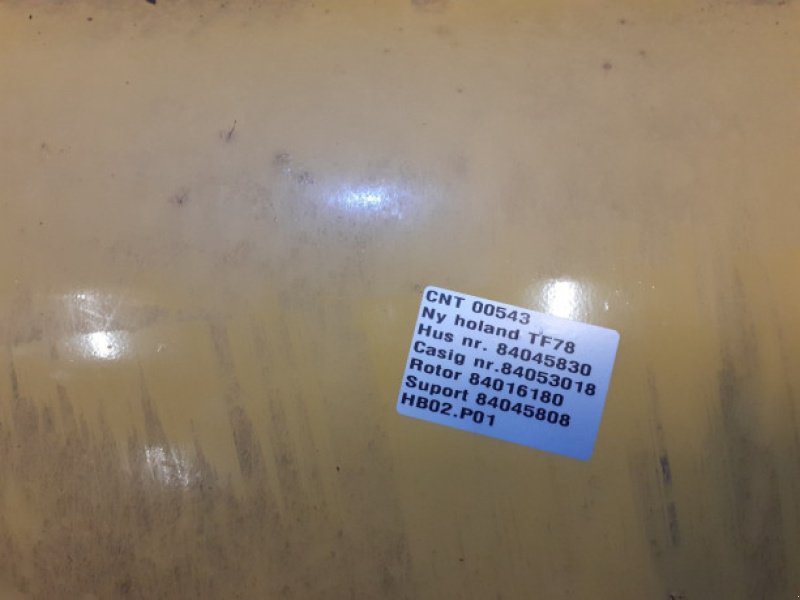 CNT 00543
Ny holand TF78
Hus nr. 84045830
Casig nr.84053018
Rotor 84016180
Suport 84045808
HB02.P01